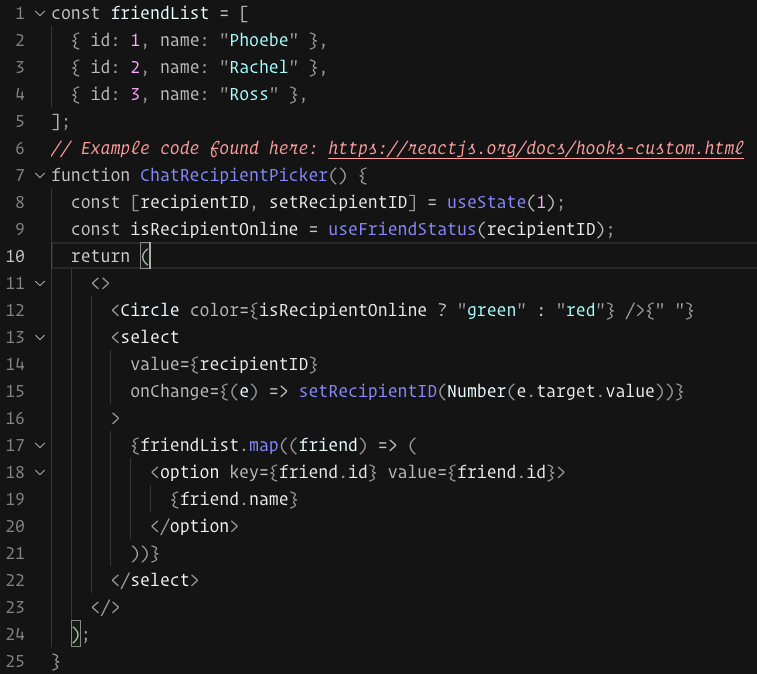 1 const friendList = [
2 { id: 1, name: "Phoebe" },
3 { id: 2, name: "Rachel" },
4 { id: 3, name: "Ross" },
5 ];
6 // Example code found here: https://reactjs.org/docs/hooks-custom.html
7 function ChatRecipientPicker() {
8 const [recipientID, setRecipientID] = useState(1);
9 const isRecipientOnline = useFriendStatus(recipientID);
10 return (
11 <>
12 <Circle color={isRecipientOnline ? "green" : "red"} />{" "}
13 <select
14 value={recipientID}
15 onChange={(e) => setRecipientID(Number(e.target.value))}
16 >
17 {friendList.map((friend) => (
18 <option key={friend.id} value={friend.id}>
19 {friend.name}
20 </option>
21 ))}
22 </select>
23 </>
24 );
25 }